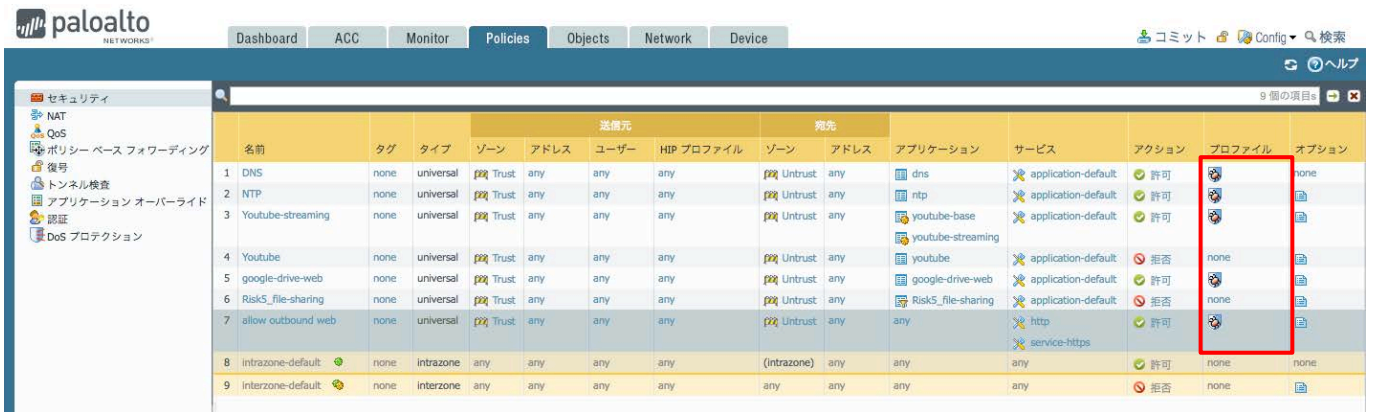 paloalto
NETWORKS
Dashboard ACC Monitor Policies Objects Network Device
コミット Config 検索
ヘルプ
セキュリティ
NAT
QoS
ポリシー ベース フォワーディング
復号
トンネル検査
アプリケーション オーバーライド
認証
DoS プロテクション
9 個の項目s
送信元 宛先
名前 タグ タイプ ゾーン アドレス ユーザー HIP プロファイル ゾーン アドレス アプリケーション サービス アクション プロファイル オプション
1 DNS none universal Trust any any any Untrust any dns application-default 許可 none
2 NTP none universal Trust any any any Untrust any ntp application-default 許可
3 Youtube-streaming none universal Trust any any any Untrust any youtube-base application-default 許可
youtube-streaming
4 Youtube none universal Trust any any any Untrust any youtube application-default 拒否 none
5 google-drive-web none universal Trust any any any Untrust any google-drive-web application-default 許可
6 Risk5_file-sharing none universal Trust any any any Untrust any Risk5_file-sharing application-default 拒否 none
7 allow outbound web none universal Trust any any any Untrust any any http 許可
service-https
8 intrazone-default none intrazone any any any any (intrazone) any any any 許可 none none
9 interzone-default none interzone any any any any any any any any 拒否 none